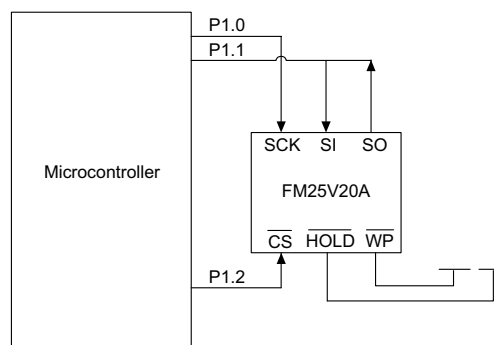 P1.0
P1.1
SCK SI SO
Microcontroller
FM25V20A
CS HOLD WP
P1.2